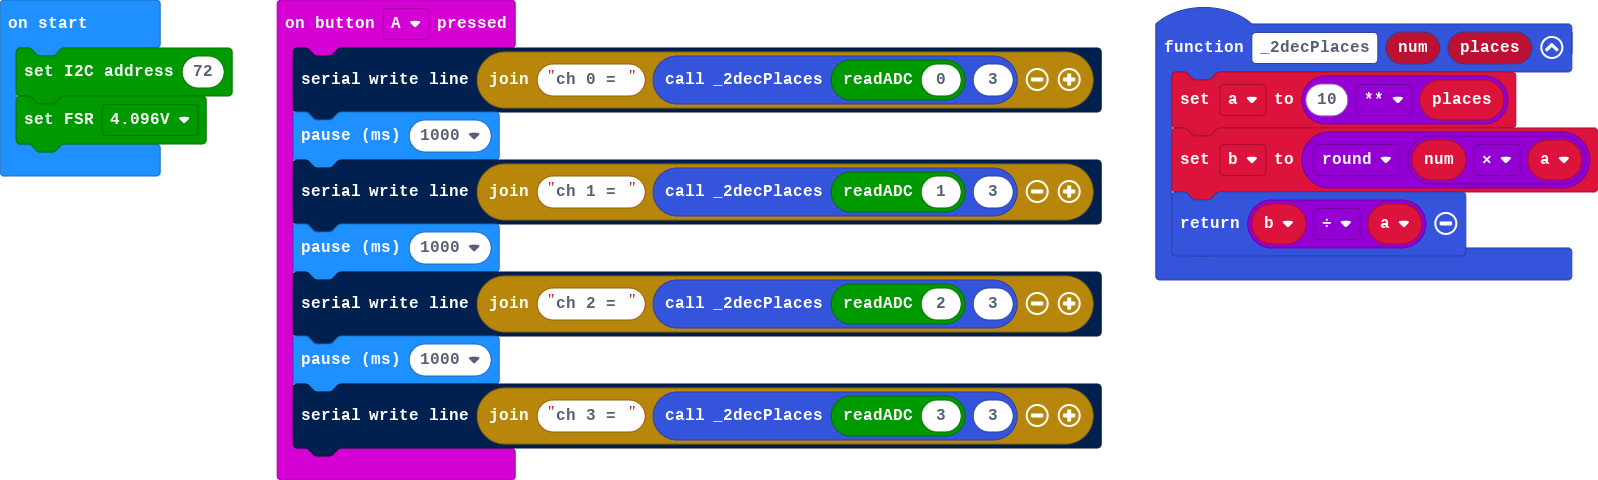 on start
set I2C address 72
set FSR 4.096V
on button A pressed
serial write line join "ch 0 = " call _2decPlaces readADC 0 3
pause (ms) 1000
serial write line join "ch 1 = " call _2decPlaces readADC 1 3
pause (ms) 1000
serial write line join "ch 2 = " call _2decPlaces readADC 2 3
pause (ms) 1000
serial write line join "ch 3 = " call _2decPlaces readADC 3 3
function _2decPlaces num places
set a to 10 ** places
set b to round num × a
return b ÷ a